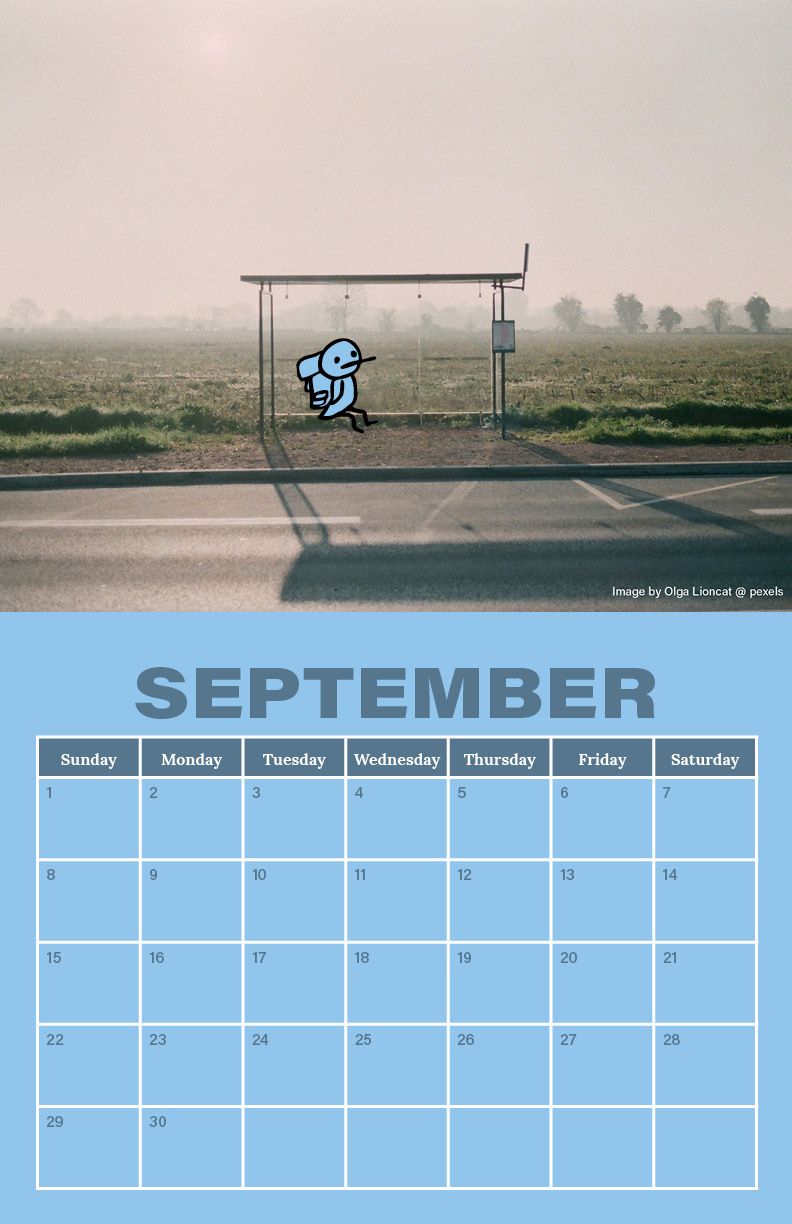 Image by Olga Lioncat @ pexels
SEPTEMBER
Sunday Monday Tuesday Wednesday Thursday Friday Saturday
1 2 3 4 5 6 7
8 9 10 11 12 13 14
15 16 17 18 19 20 21
22 23 24 25 26 27 28
29 30